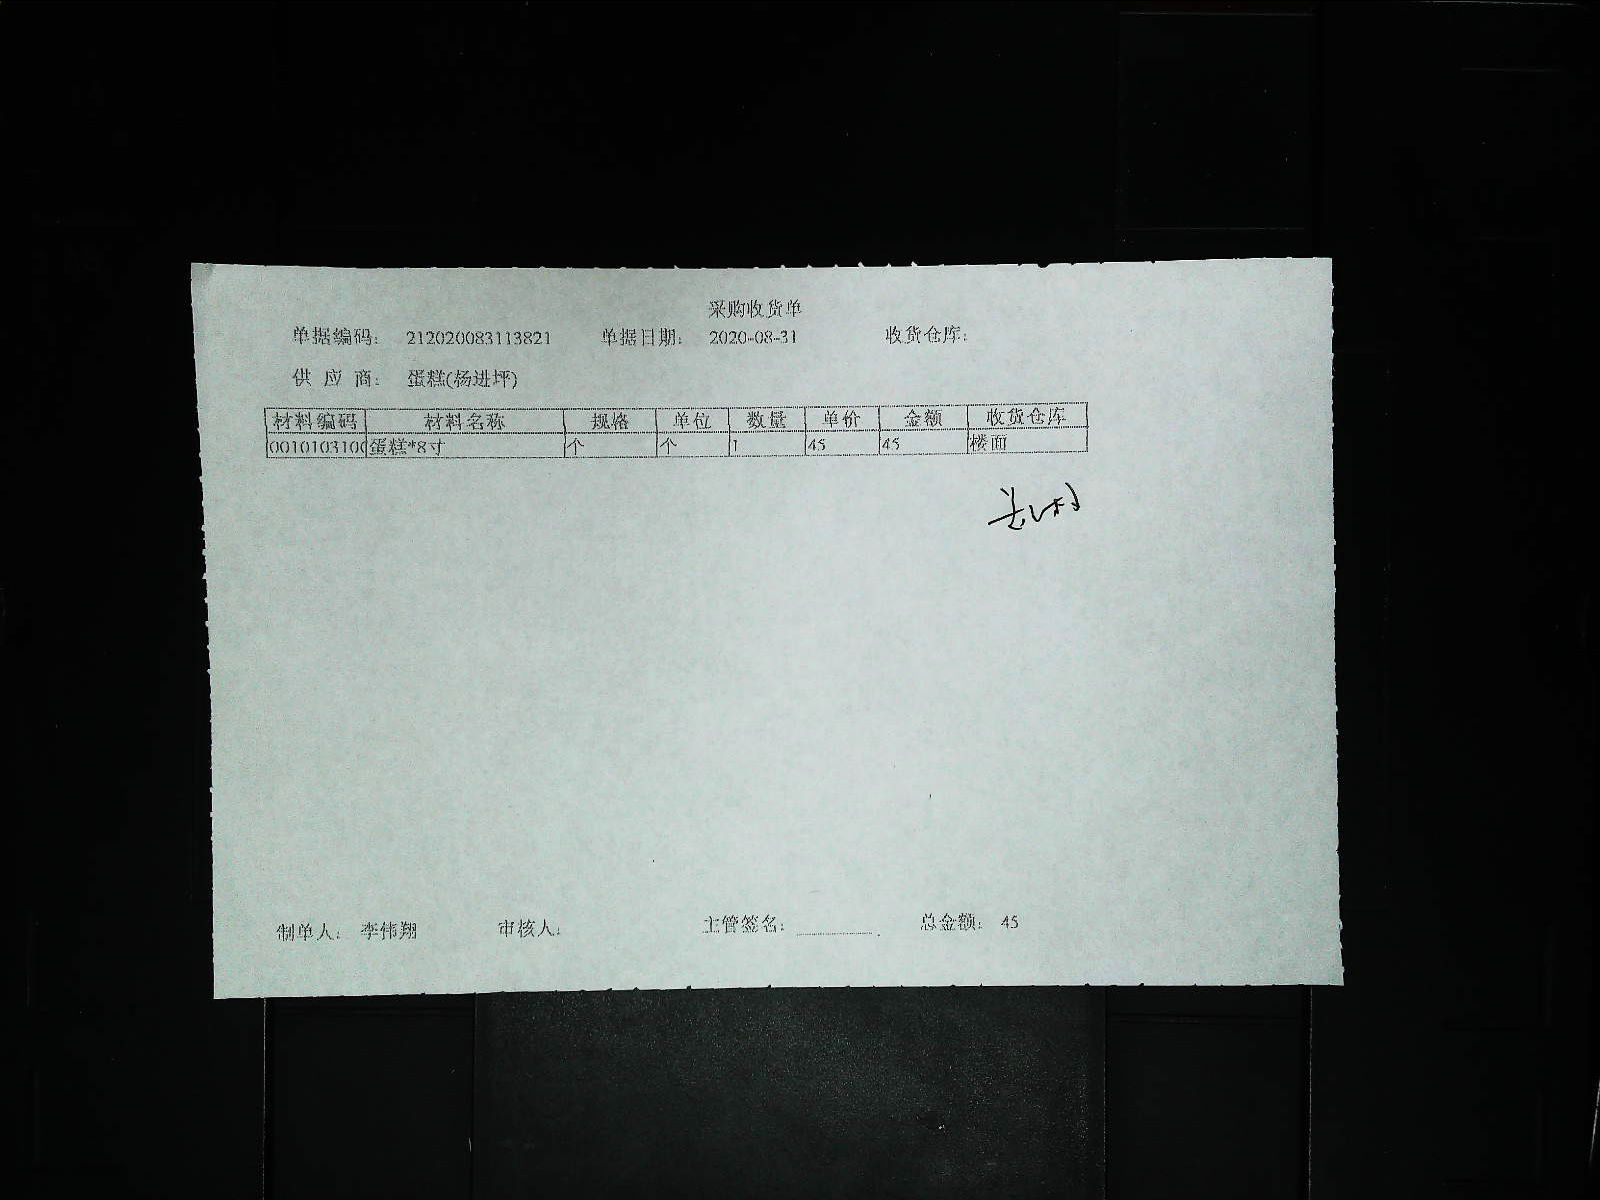 采购收货单
单据编码： 212020083113821 单据日期： 2020-08-31 收货仓库：
供 应 商： 蛋糕(杨进坪)
材料编码 材料名称 规格 单位 数量 单价 金额 收货仓库
0010103100 蛋糕*8寸 个 个 1 45 45 楼面
制单人： 李伟翔 审核人： 主管签名： 总金额： 45